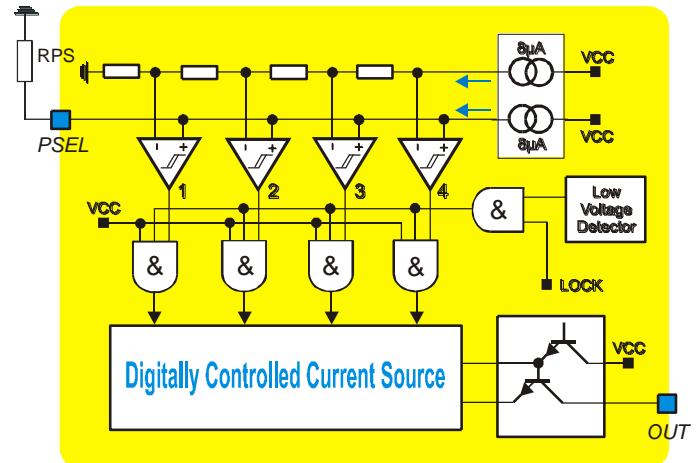 RPS
8µA
VCC
PSEL
VCC
8µA
1
2
3
4
VCC
&
Low
Voltage
Detector
&
&
&
&
LOCK
Digitally Controlled Current Source
VCC
OUT